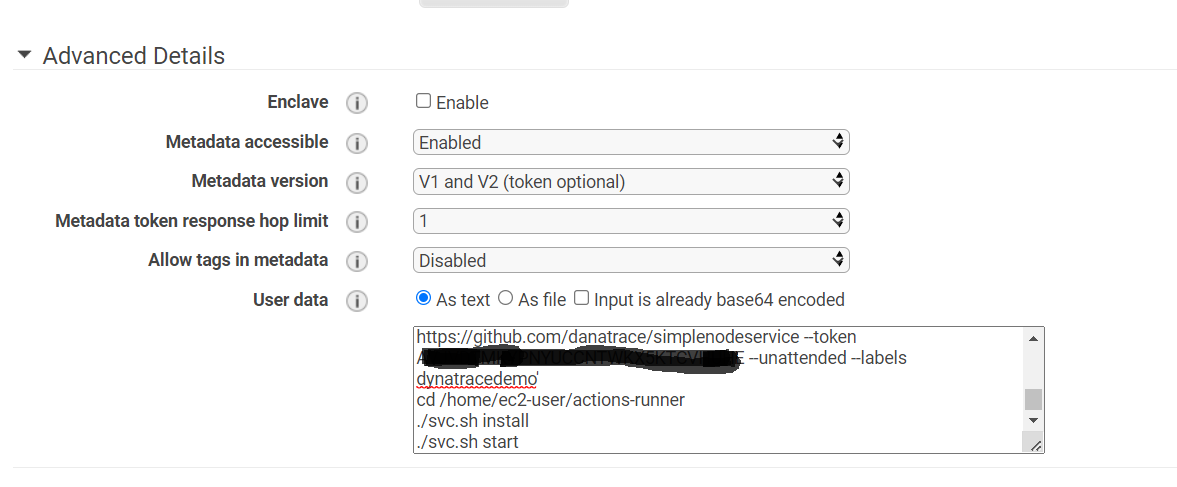 Advanced Details
Enclave Enable
Metadata accessible Enabled
Metadata version V1 and V2 (token optional)
Metadata token response hop limit 1
Allow tags in metadata Disabled
User data As text As file Input is already base64 encoded
https://github.com/danatrace/simplenodeservice --token
--unattended --labels
dynatracedemo'
cd /home/ec2-user/actions-runner
./svc.sh install
./svc.sh start